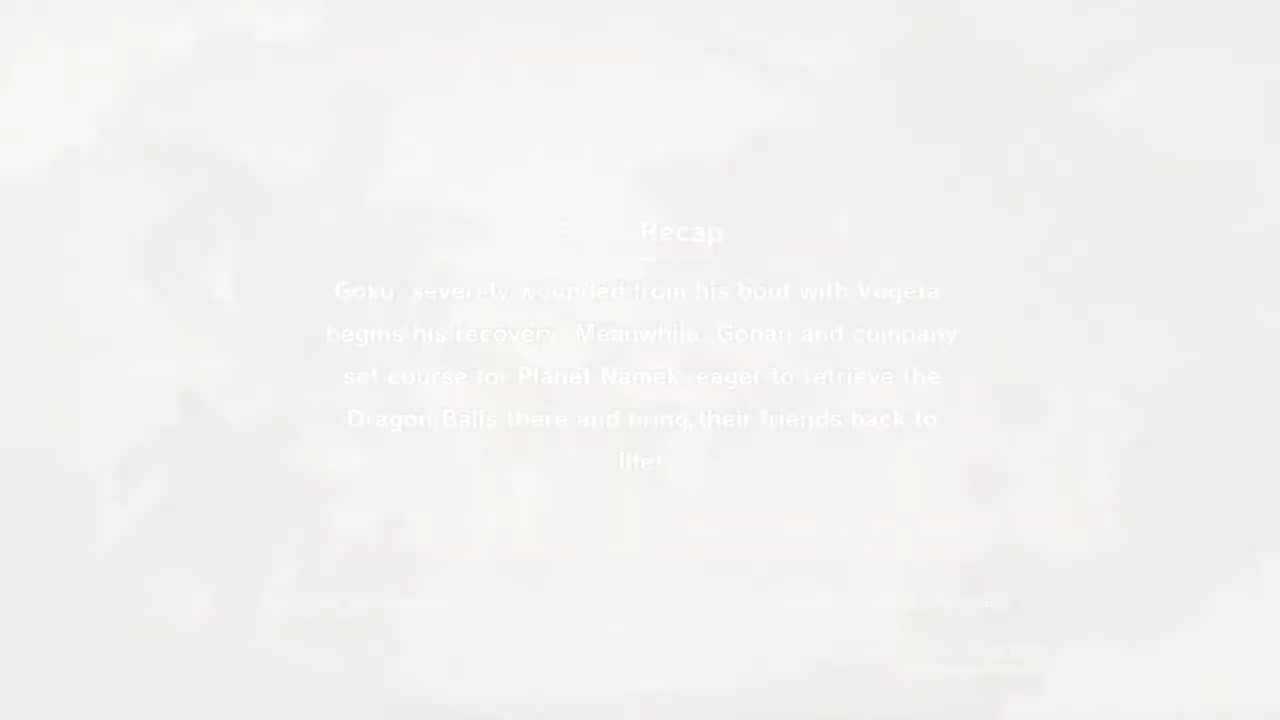 Recap
Goku, severely wounded from his bout with Vegeta
begins his recovery. Meanwhile, Gohan and company
set course for Planet Namek, eager to retrieve the
Dragon Balls there and bring their friends back to
life!